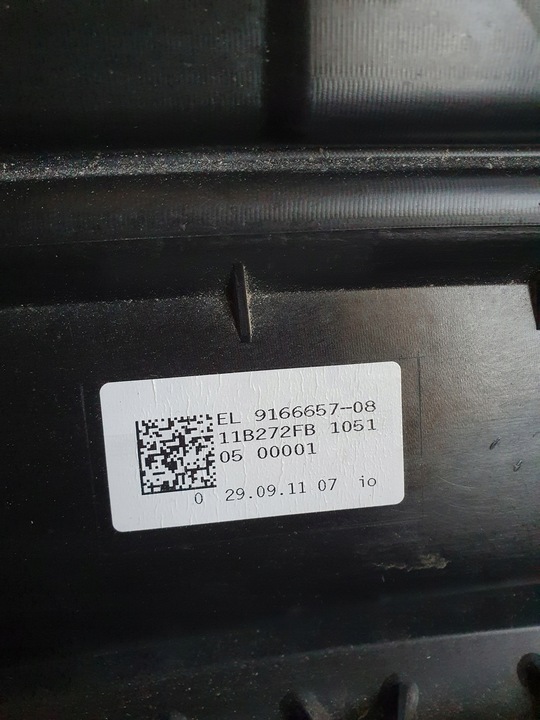 EL 9166657-08
11B272FB 1051
05 00001
0 29.09.11 07 io